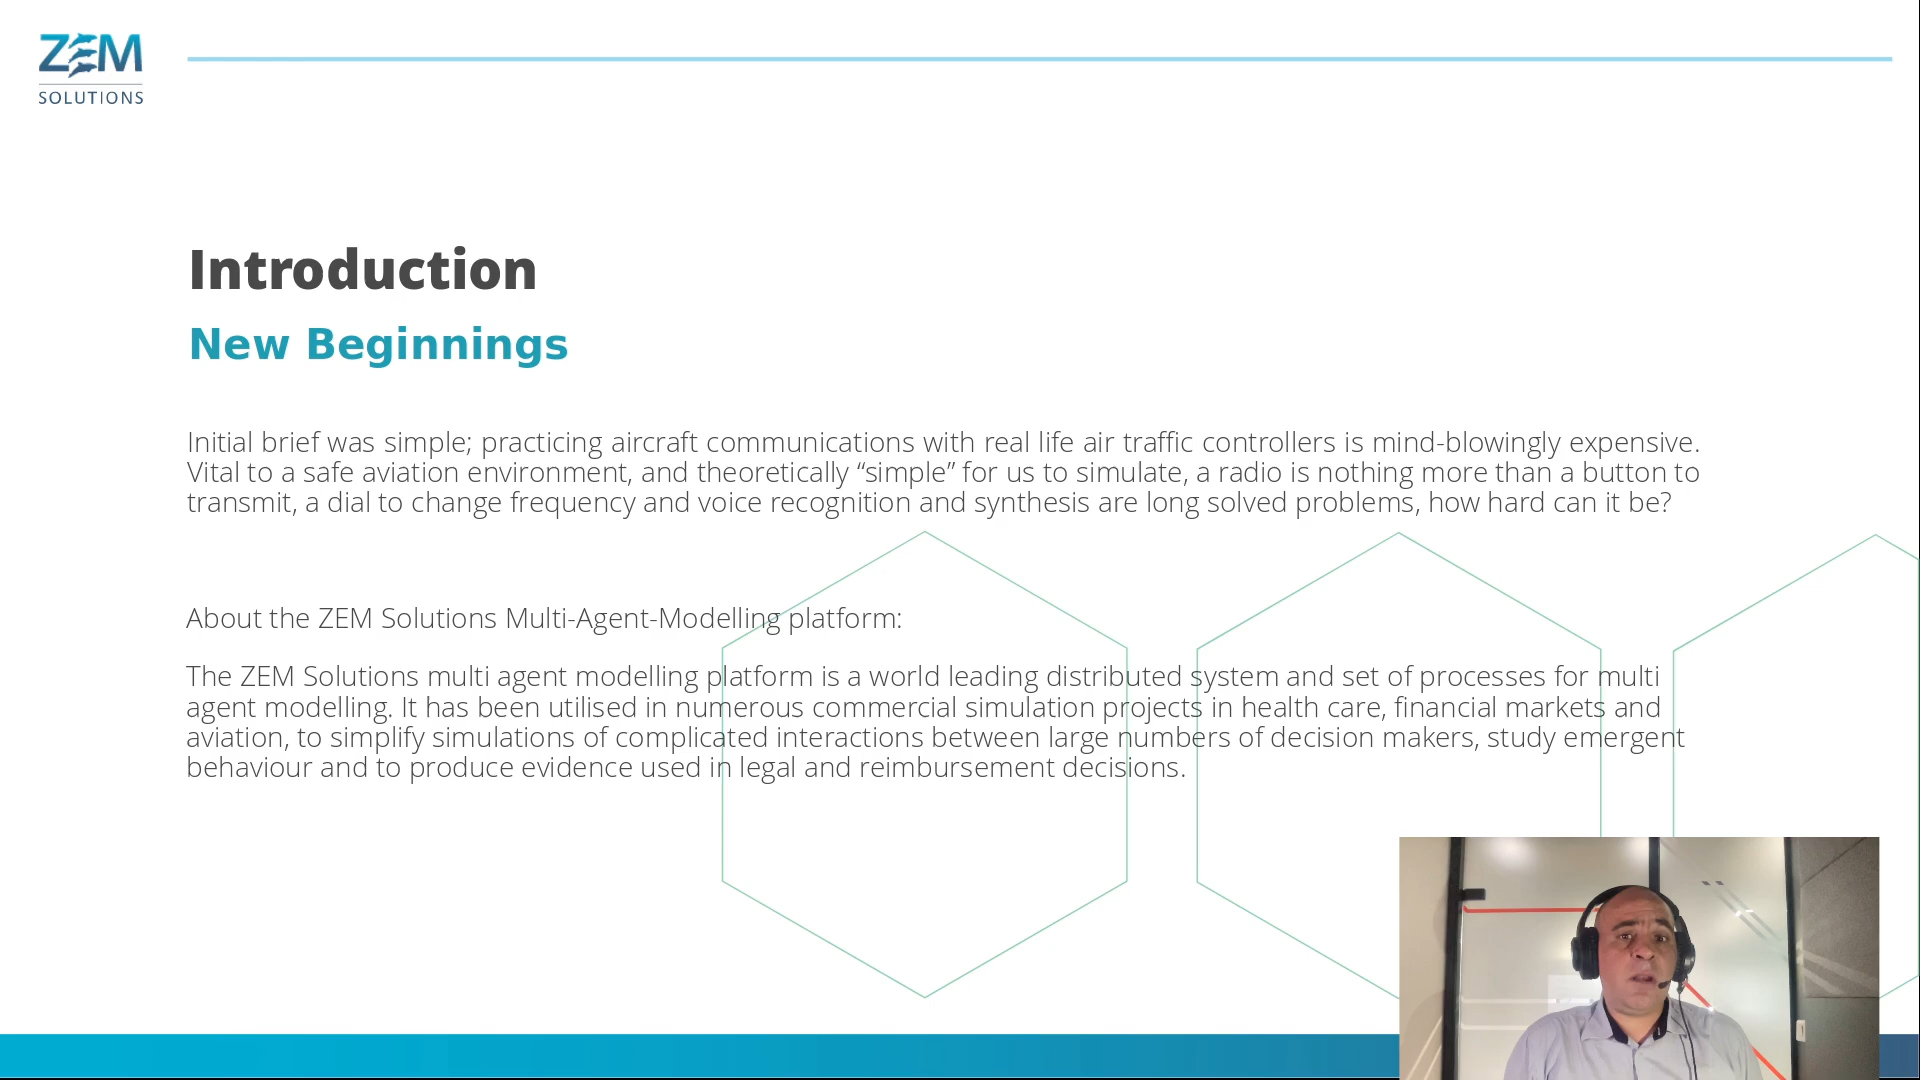 ZEM
SOLUTIONS
Introduction
New Beginnings
Initial brief was simple; practicing aircraft communications with real life air traffic controllers is mind-blowingly expensive.
Vital to a safe aviation environment, and theoretically “simple” for us to simulate, a radio is nothing more than a button to
transmit, a dial to change frequency and voice recognition and synthesis are long solved problems, how hard can it be?
About the ZEM Solutions Multi-Agent-Modelling platform:
The ZEM Solutions multi agent modelling platform is a world leading distributed system and set of processes for multi
agent modelling. It has been utilised in numerous commercial simulation projects in health care, financial markets and
aviation, to simplify simulations of complicated interactions between large numbers of decision makers, study emergent
behaviour and to produce evidence used in legal and reimbursement decisions.